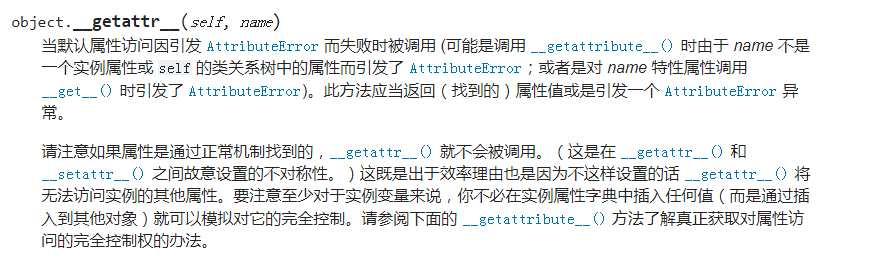 object.__getattr__(self, name)
当默认属性访问因引发 AttributeError 而失败时被调用 (可能是调用 __getattribute__() 时由于 name 不是
一个实例属性或 self 的类关系树中的属性而引发了 AttributeError；或者是对 name 特性属性调用
__get__() 时引发了 AttributeError)。此方法应当返回（找到的）属性值或是引发一个 AttributeError 异
常。
请注意如果属性是通过正常机制找到的，__getattr__() 就不会被调用。（这是在 __getattr__() 和
__setattr__() 之间故意设置的不对称性。）这既是出于效率理由也是因为不这样设置的话 __getattr__() 将
无法访问实例的其他属性。要注意至少对于实例变量来说，你不必在实例属性字典中插入任何值（而是通过插
入到其他对象）就可以模拟对它的完全控制。请参阅下面的 __getattribute__() 方法了解真正获取对属性访
问的完全控制权的办法。